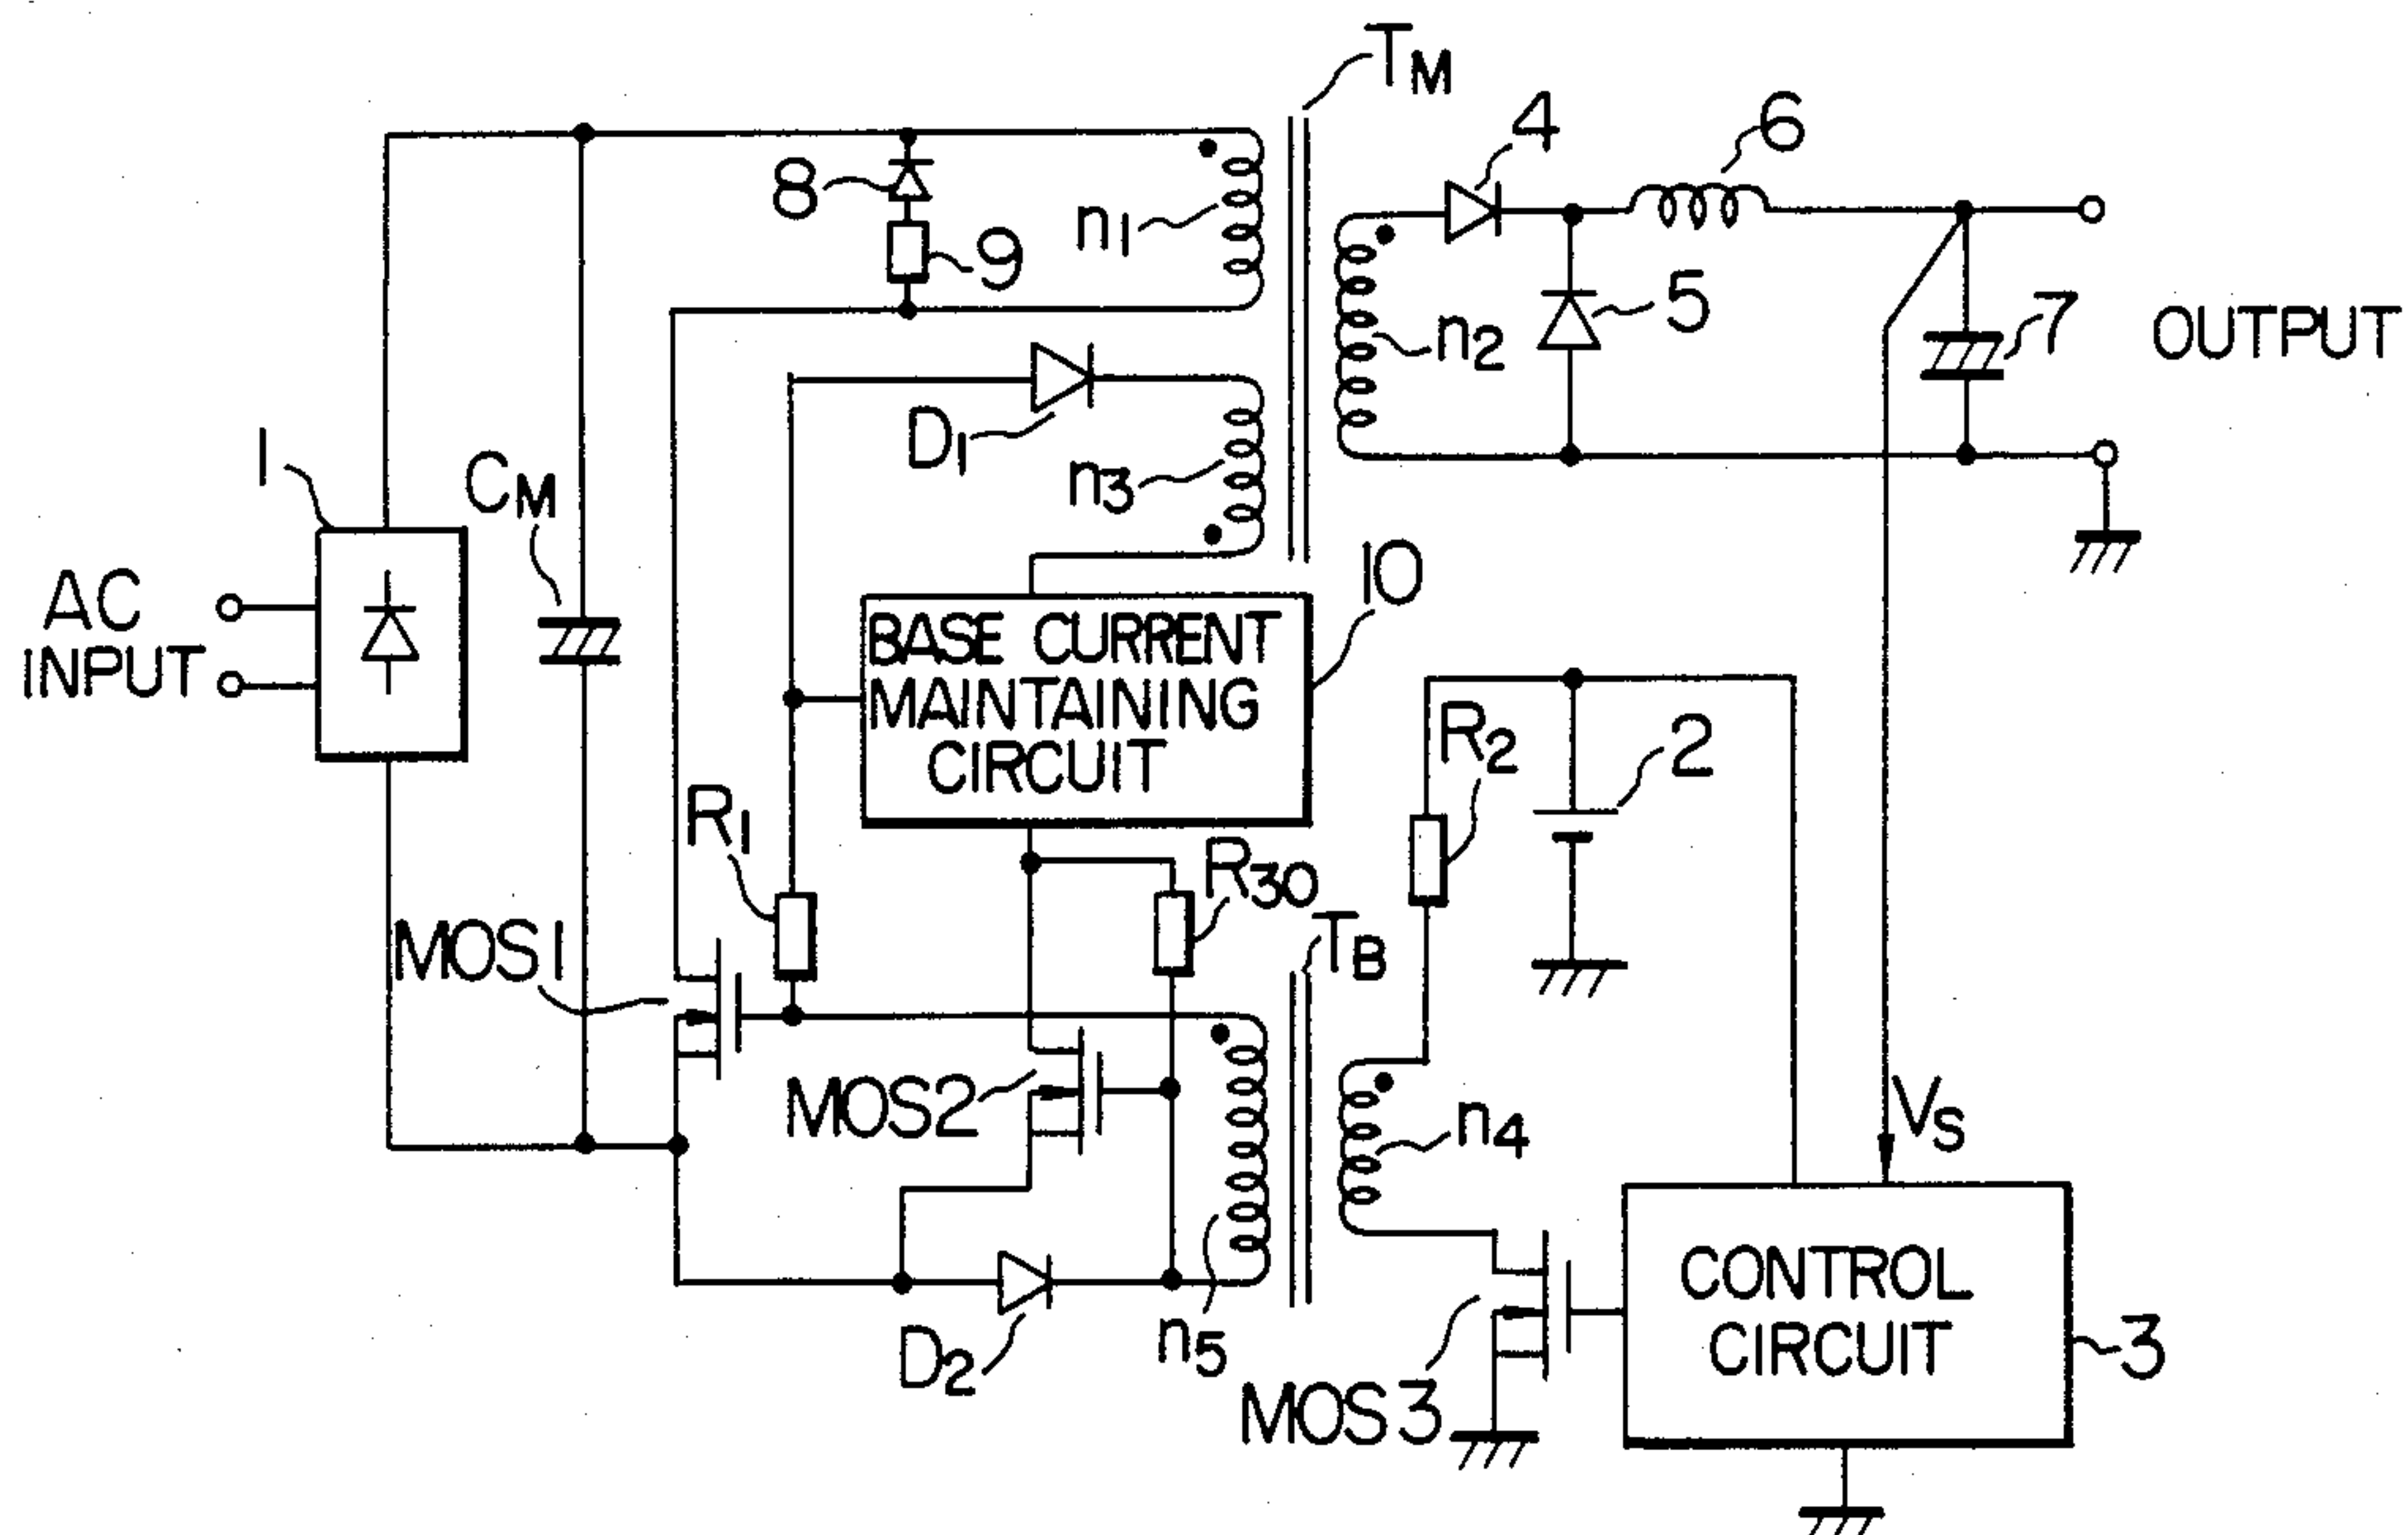 TM
4
6
8
9
n1
n2
5
7
OUTPUT
D1
n3
1
CM
AC
INPUT
10
BASE CURRENT
MAINTAINING
CIRCUIT
R1
R30
R2
2
MOS1
TB
MOS2
n4
VS
D2
n5
MOS3
CONTROL
CIRCUIT
3